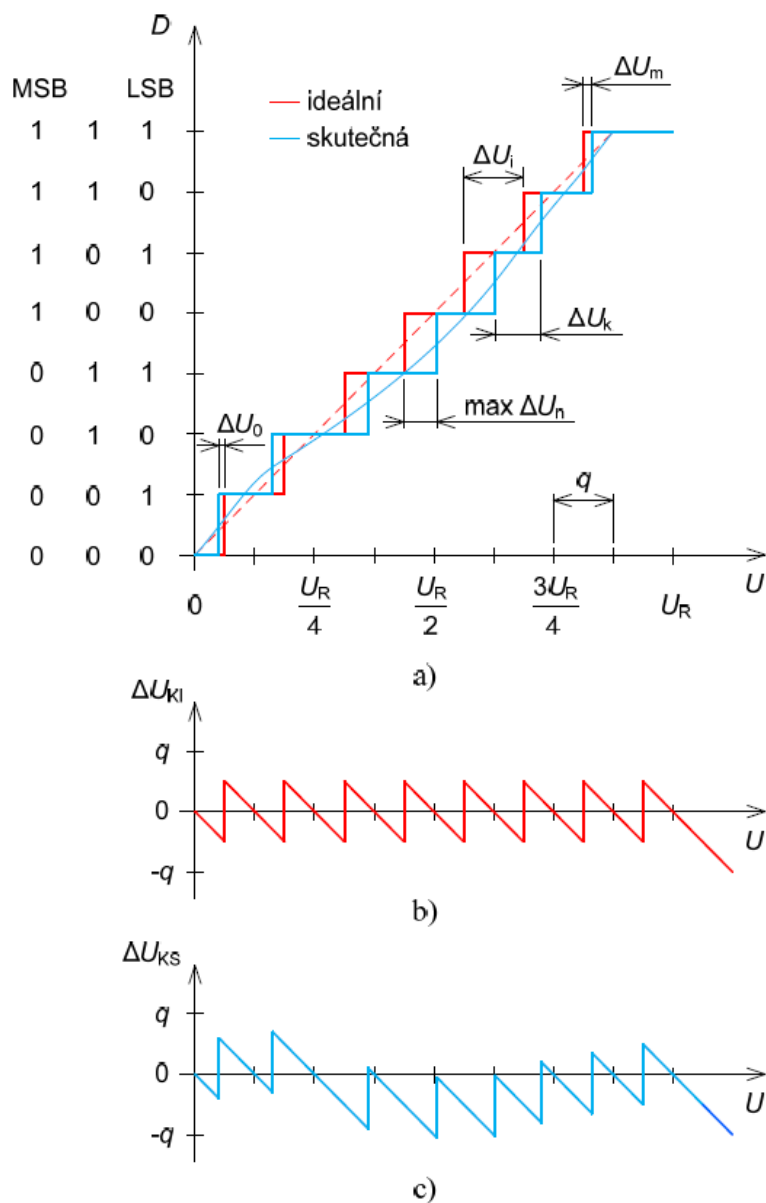 D
MSB LSB
ideální
skutečná
ΔUm
1 1 1
ΔUi
1 1 0
1 0 1
1 0 0
ΔUk
0 1 1
max ΔUn
ΔU0
0 1 0
q
0 0 1
0 0 0
U
0 UR/4 UR/2 3UR/4 UR
a)
ΔUKI
q
0
U
-q
b)
ΔUKS
q
0
U
-q
c)